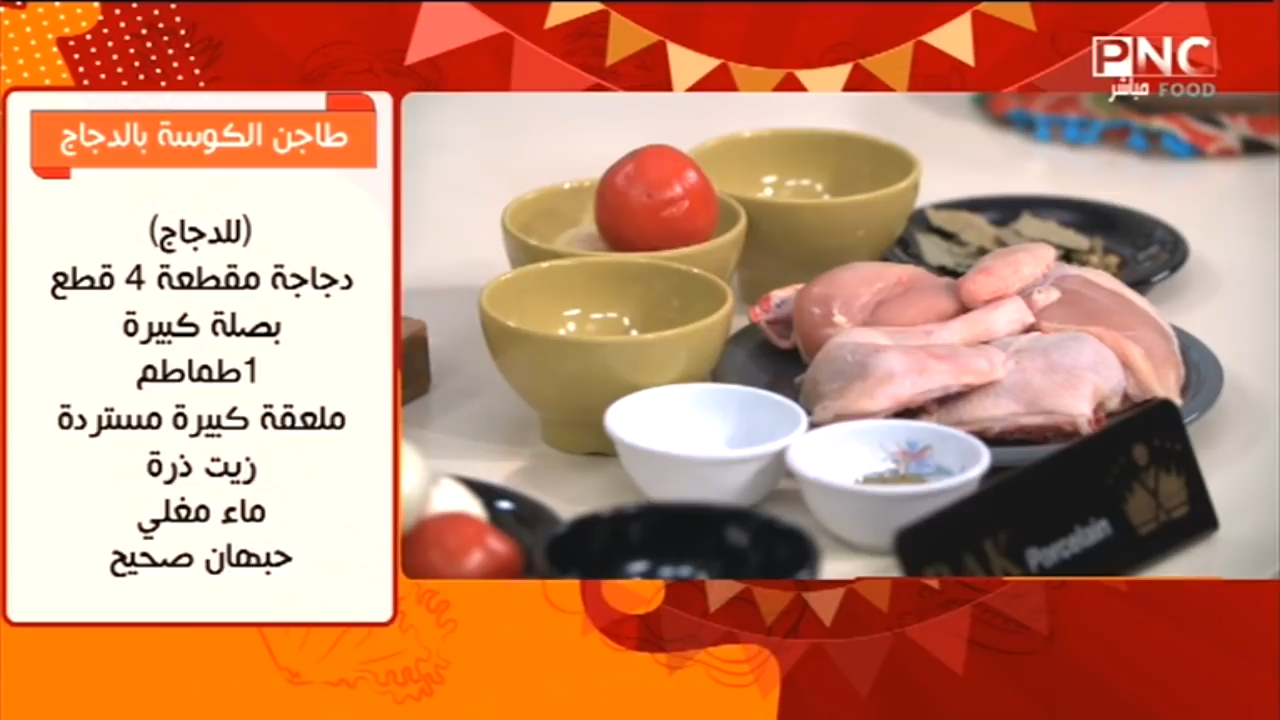 PNC
مباشر FOOD
طاجن الكوسة بالدجاج
(للدجاج)
دجاجة مقطعة 4 قطع
بصلة كبيرة
1طماطم
ملعقة كبيرة مستردة
زيت ذرة
ماء مغلي
حبهان صحيح
RAK Porcelain